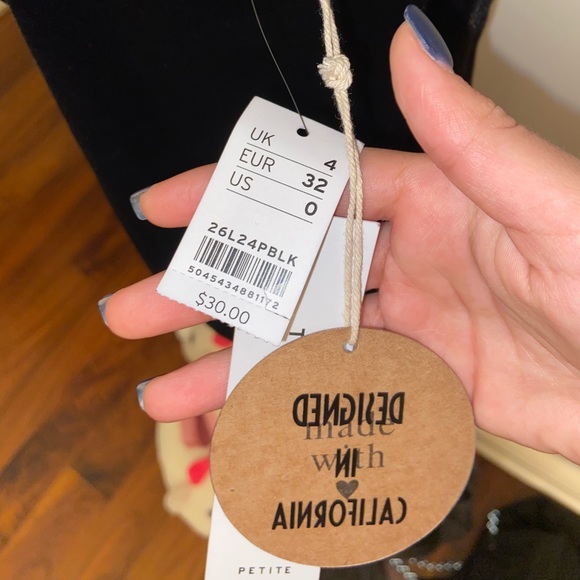 UK 4
EUR 32
US 0
26L24PBLK
5045434881172
$30.00
T
DESIGNED
made
with
IN
CALIFORNIA
PETITE